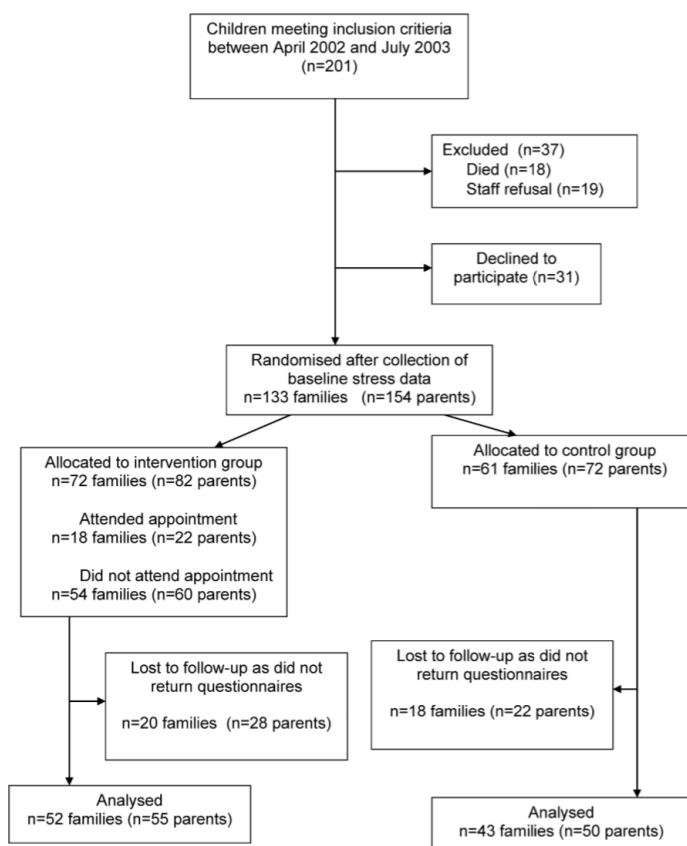 Children meeting inclusion critieria
between April 2002 and July 2003
(n=201)
Excluded (n=37)
Died (n=18)
Staff refusal (n=19)
Declined to
participate (n=31)
Randomised after collection of
baseline stress data
n=133 families (n=154 parents)
Allocated to intervention group
n=72 families (n=82 parents)
Attended appointment
n=18 families (n=22 parents)
Did not attend appointment
n=54 families (n=60 parents)
Allocated to control group
n=61 families (n=72 parents)
Lost to follow-up as did not
return questionnaires
n=20 families (n=28 parents)
Lost to follow-up as did not
return questionnaires
n=18 families (n=22 parents)
Analysed
n=52 families (n=55 parents)
Analysed
n=43 families (n=50 parents)